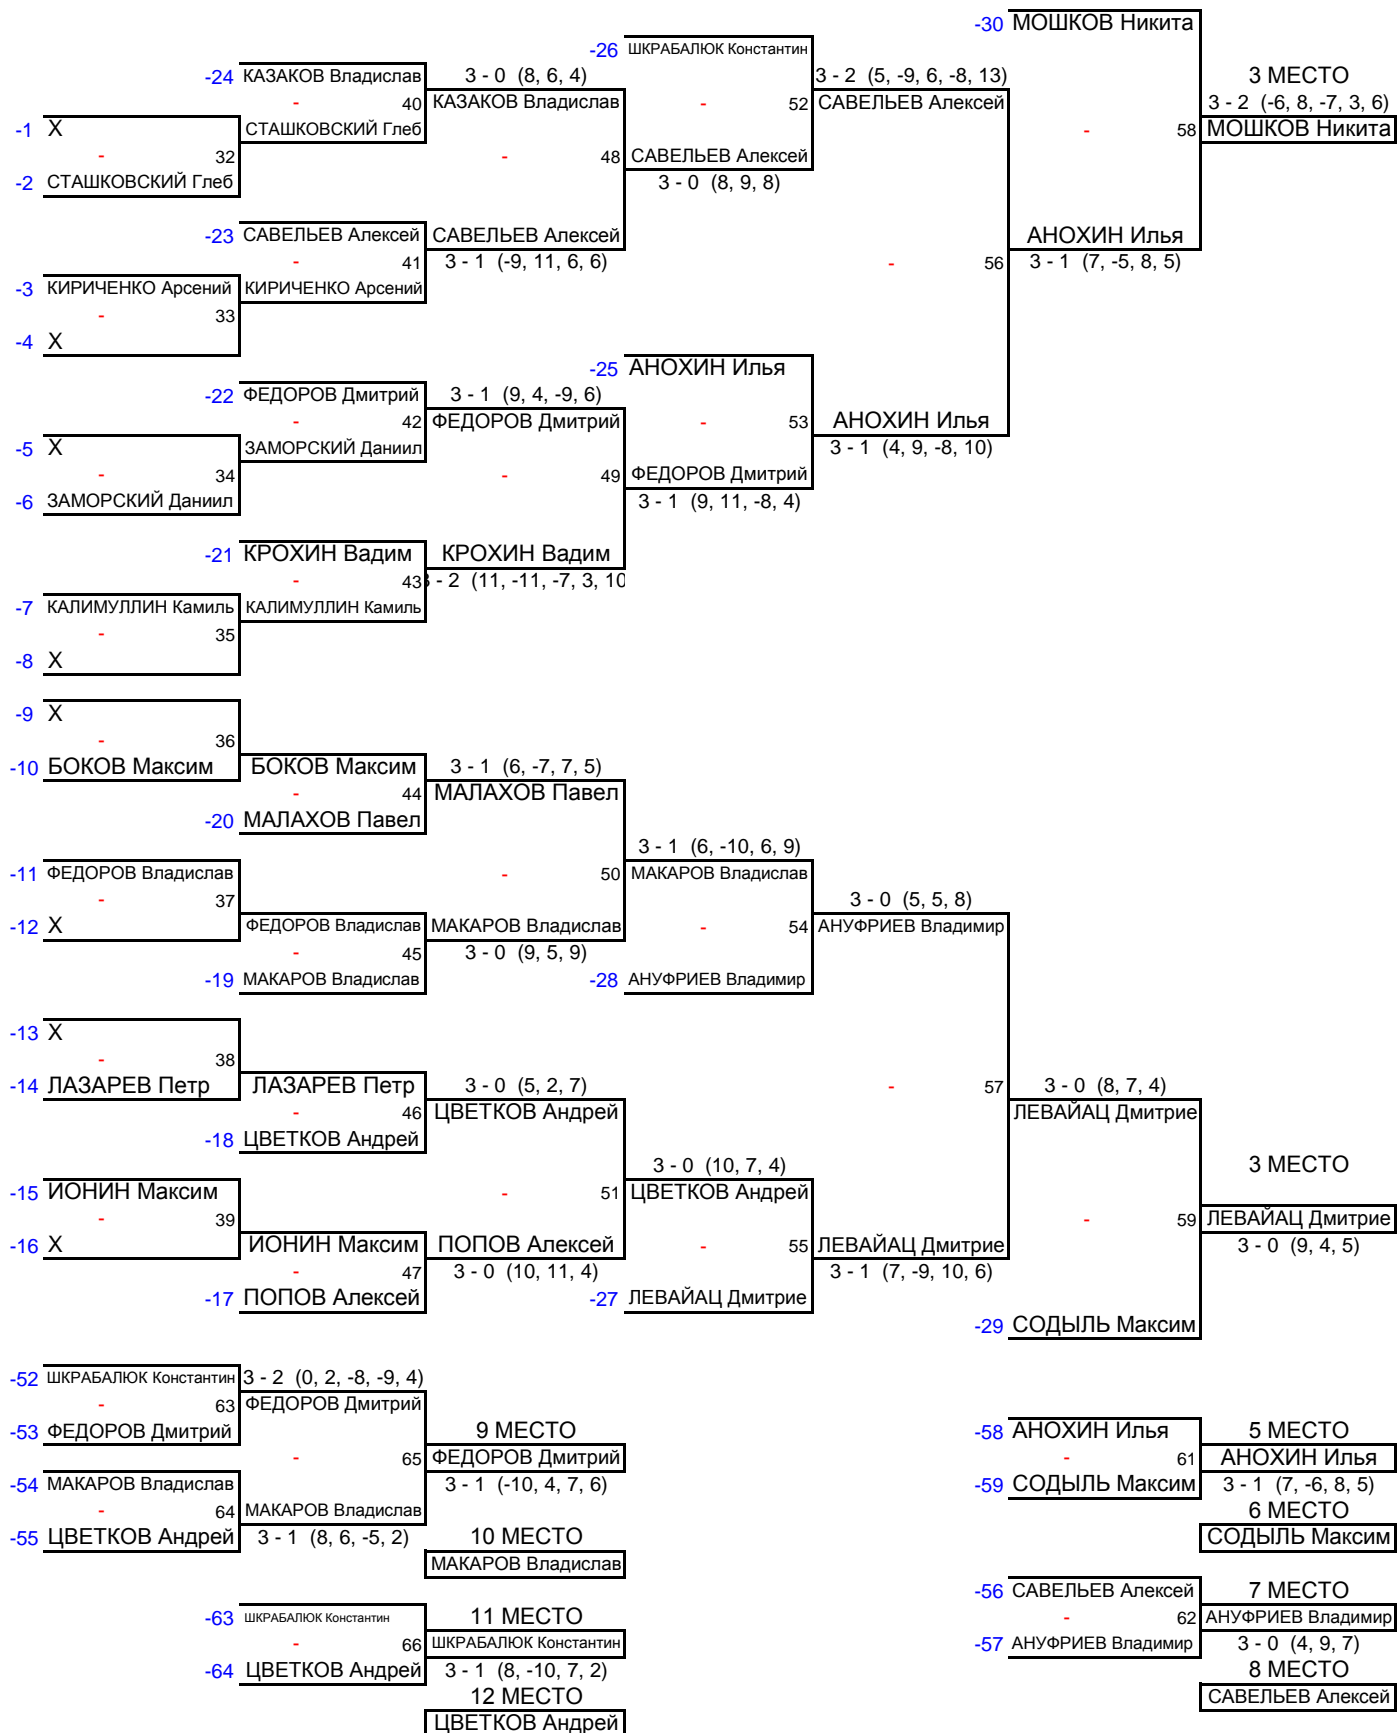 -30 МОШКОВ Никита
-26 ШКРАБАЛЮК Константин
-24 КАЗАКОВ Владислав 3 - 0 (8, 6, 4) 3 - 2 (5, -9, 6, -8, 13) 3 МЕСТО
- 40 КАЗАКОВ Владислав - 52 САВЕЛЬЕВ Алексей 3 - 2 (-6, 8, -7, 3, 6)
-1 X СТАШКОВСКИЙ Глеб - 58 МОШКОВ Никита
- 32 - 48 САВЕЛЬЕВ Алексей
-2 СТАШКОВСКИЙ Глеб 3 - 0 (8, 9, 8)
-23 САВЕЛЬЕВ Алексей САВЕЛЬЕВ Алексей АНОХИН Илья
- 41 3 - 1 (-9, 11, 6, 6) - 56 3 - 1 (7, -5, 8, 5)
-3 КИРИЧЕНКО Арсений КИРИЧЕНКО Арсений
- 33
-4 X
-25 АНОХИН Илья
-22 ФЕДОРОВ Дмитрий 3 - 1 (9, 4, -9, 6)
- 42 ФЕДОРОВ Дмитрий - 53 АНОХИН Илья
-5 X ЗАМОРСКИЙ Даниил 3 - 1 (4, 9, -8, 10)
- 34 - 49 ФЕДОРОВ Дмитрий
-6 ЗАМОРСКИЙ Даниил 3 - 1 (9, 11, -8, 4)
-21 КРОХИН Вадим КРОХИН Вадим
- 43 3 - 2 (11, -11, -7, 3, 10
-7 КАЛИМУЛЛИН Камиль КАЛИМУЛЛИН Камиль
- 35
-8 X
-9 X
- 36
-10 БОКОВ Максим БОКОВ Максим 3 - 1 (6, -7, 7, 5)
- 44 МАЛАХОВ Павел
-20 МАЛАХОВ Павел
3 - 1 (6, -10, 6, 9)
-11 ФЕДОРОВ Владислав - 50 МАКАРОВ Владислав
- 37 3 - 0 (5, 5, 8)
-12 X ФЕДОРОВ Владислав МАКАРОВ Владислав - 54 АНУФРИЕВ Владимир
- 45 3 - 0 (9, 5, 9)
-19 МАКАРОВ Владислав -28 АНУФРИЕВ Владимир
-13 X
- 38
-14 ЛАЗАРЕВ Петр ЛАЗАРЕВ Петр 3 - 0 (5, 2, 7) - 57 3 - 0 (8, 7, 4)
- 46 ЦВЕТКОВ Андрей ЛЕВАЙАЦ Дмитрие
-18 ЦВЕТКОВ Андрей
3 - 0 (10, 7, 4) 3 МЕСТО
-15 ИОНИН Максим - 51 ЦВЕТКОВ Андрей
- 39 - 59 ЛЕВАЙАЦ Дмитрие
-16 X ИОНИН Максим ПОПОВ Алексей - 55 ЛЕВАЙАЦ Дмитрие 3 - 0 (9, 4, 5)
- 47 3 - 0 (10, 11, 4) 3 - 1 (7, -9, 10, 6)
-17 ПОПОВ Алексей -27 ЛЕВАЙАЦ Дмитрие
-29 СОДЫЛЬ Максим
-52 ШКРАБАЛЮК Константин 3 - 2 (0, 2, -8, -9, 4)
- 63 ФЕДОРОВ Дмитрий
-53 ФЕДОРОВ Дмитрий 9 МЕСТО -58 АНОХИН Илья 5 МЕСТО
- 65 ФЕДОРОВ Дмитрий - 61 АНОХИН Илья
-54 МАКАРОВ Владислав 3 - 1 (-10, 4, 7, 6) -59 СОДЫЛЬ Максим 3 - 1 (7, -6, 8, 5)
- 64 МАКАРОВ Владислав 6 МЕСТО
-55 ЦВЕТКОВ Андрей 3 - 1 (8, 6, -5, 2) 10 МЕСТО СОДЫЛЬ Максим
МАКАРОВ Владислав
-56 САВЕЛЬЕВ Алексей 7 МЕСТО
-63 ШКРАБАЛЮК Константин 11 МЕСТО - 62 АНУФРИЕВ Владимир
- 66 ШКРАБАЛЮК Константин -57 АНУФРИЕВ Владимир 3 - 0 (4, 9, 7)
-64 ЦВЕТКОВ Андрей 3 - 1 (8, -10, 7, 2) 8 МЕСТО
12 МЕСТО САВЕЛЬЕВ Алексей
ЦВЕТКОВ Андрей